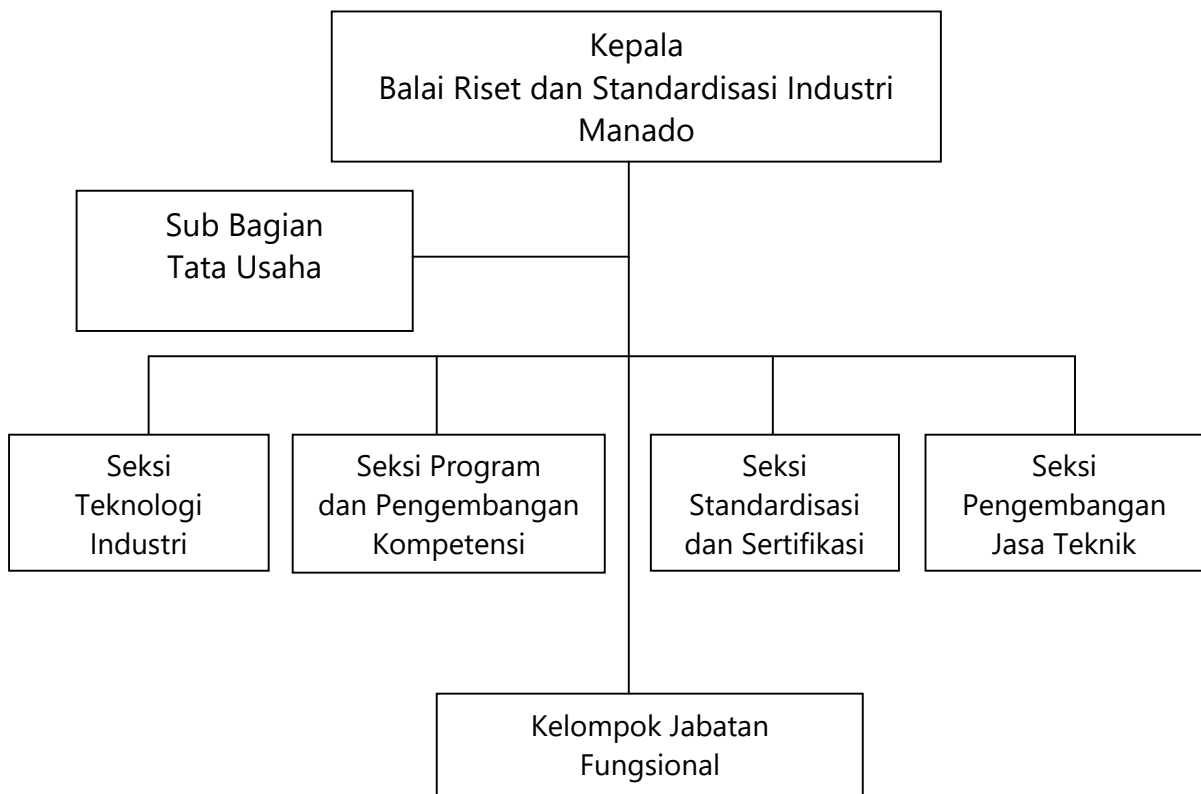 Kepala
Balai Riset dan Standardisasi Industri
Manado
Sub Bagian
Tata Usaha
Seksi
Teknologi
Industri
Seksi Program
dan Pengembangan
Kompetensi
Seksi
Standardisasi
dan Sertifikasi
Seksi
Pengembangan
Jasa Teknik
Kelompok Jabatan
Fungsional